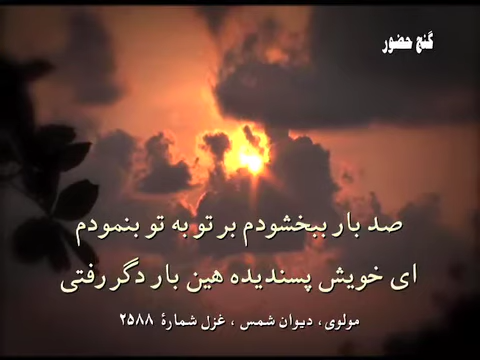 گنج حضور
صد بار ببخشودم بر تو به تو بنمودم
ای خویش پسندیده هین بار دگر رفتی
مولوی، دیوان شمس ، غزل شمارۀ ۲۵۸۸